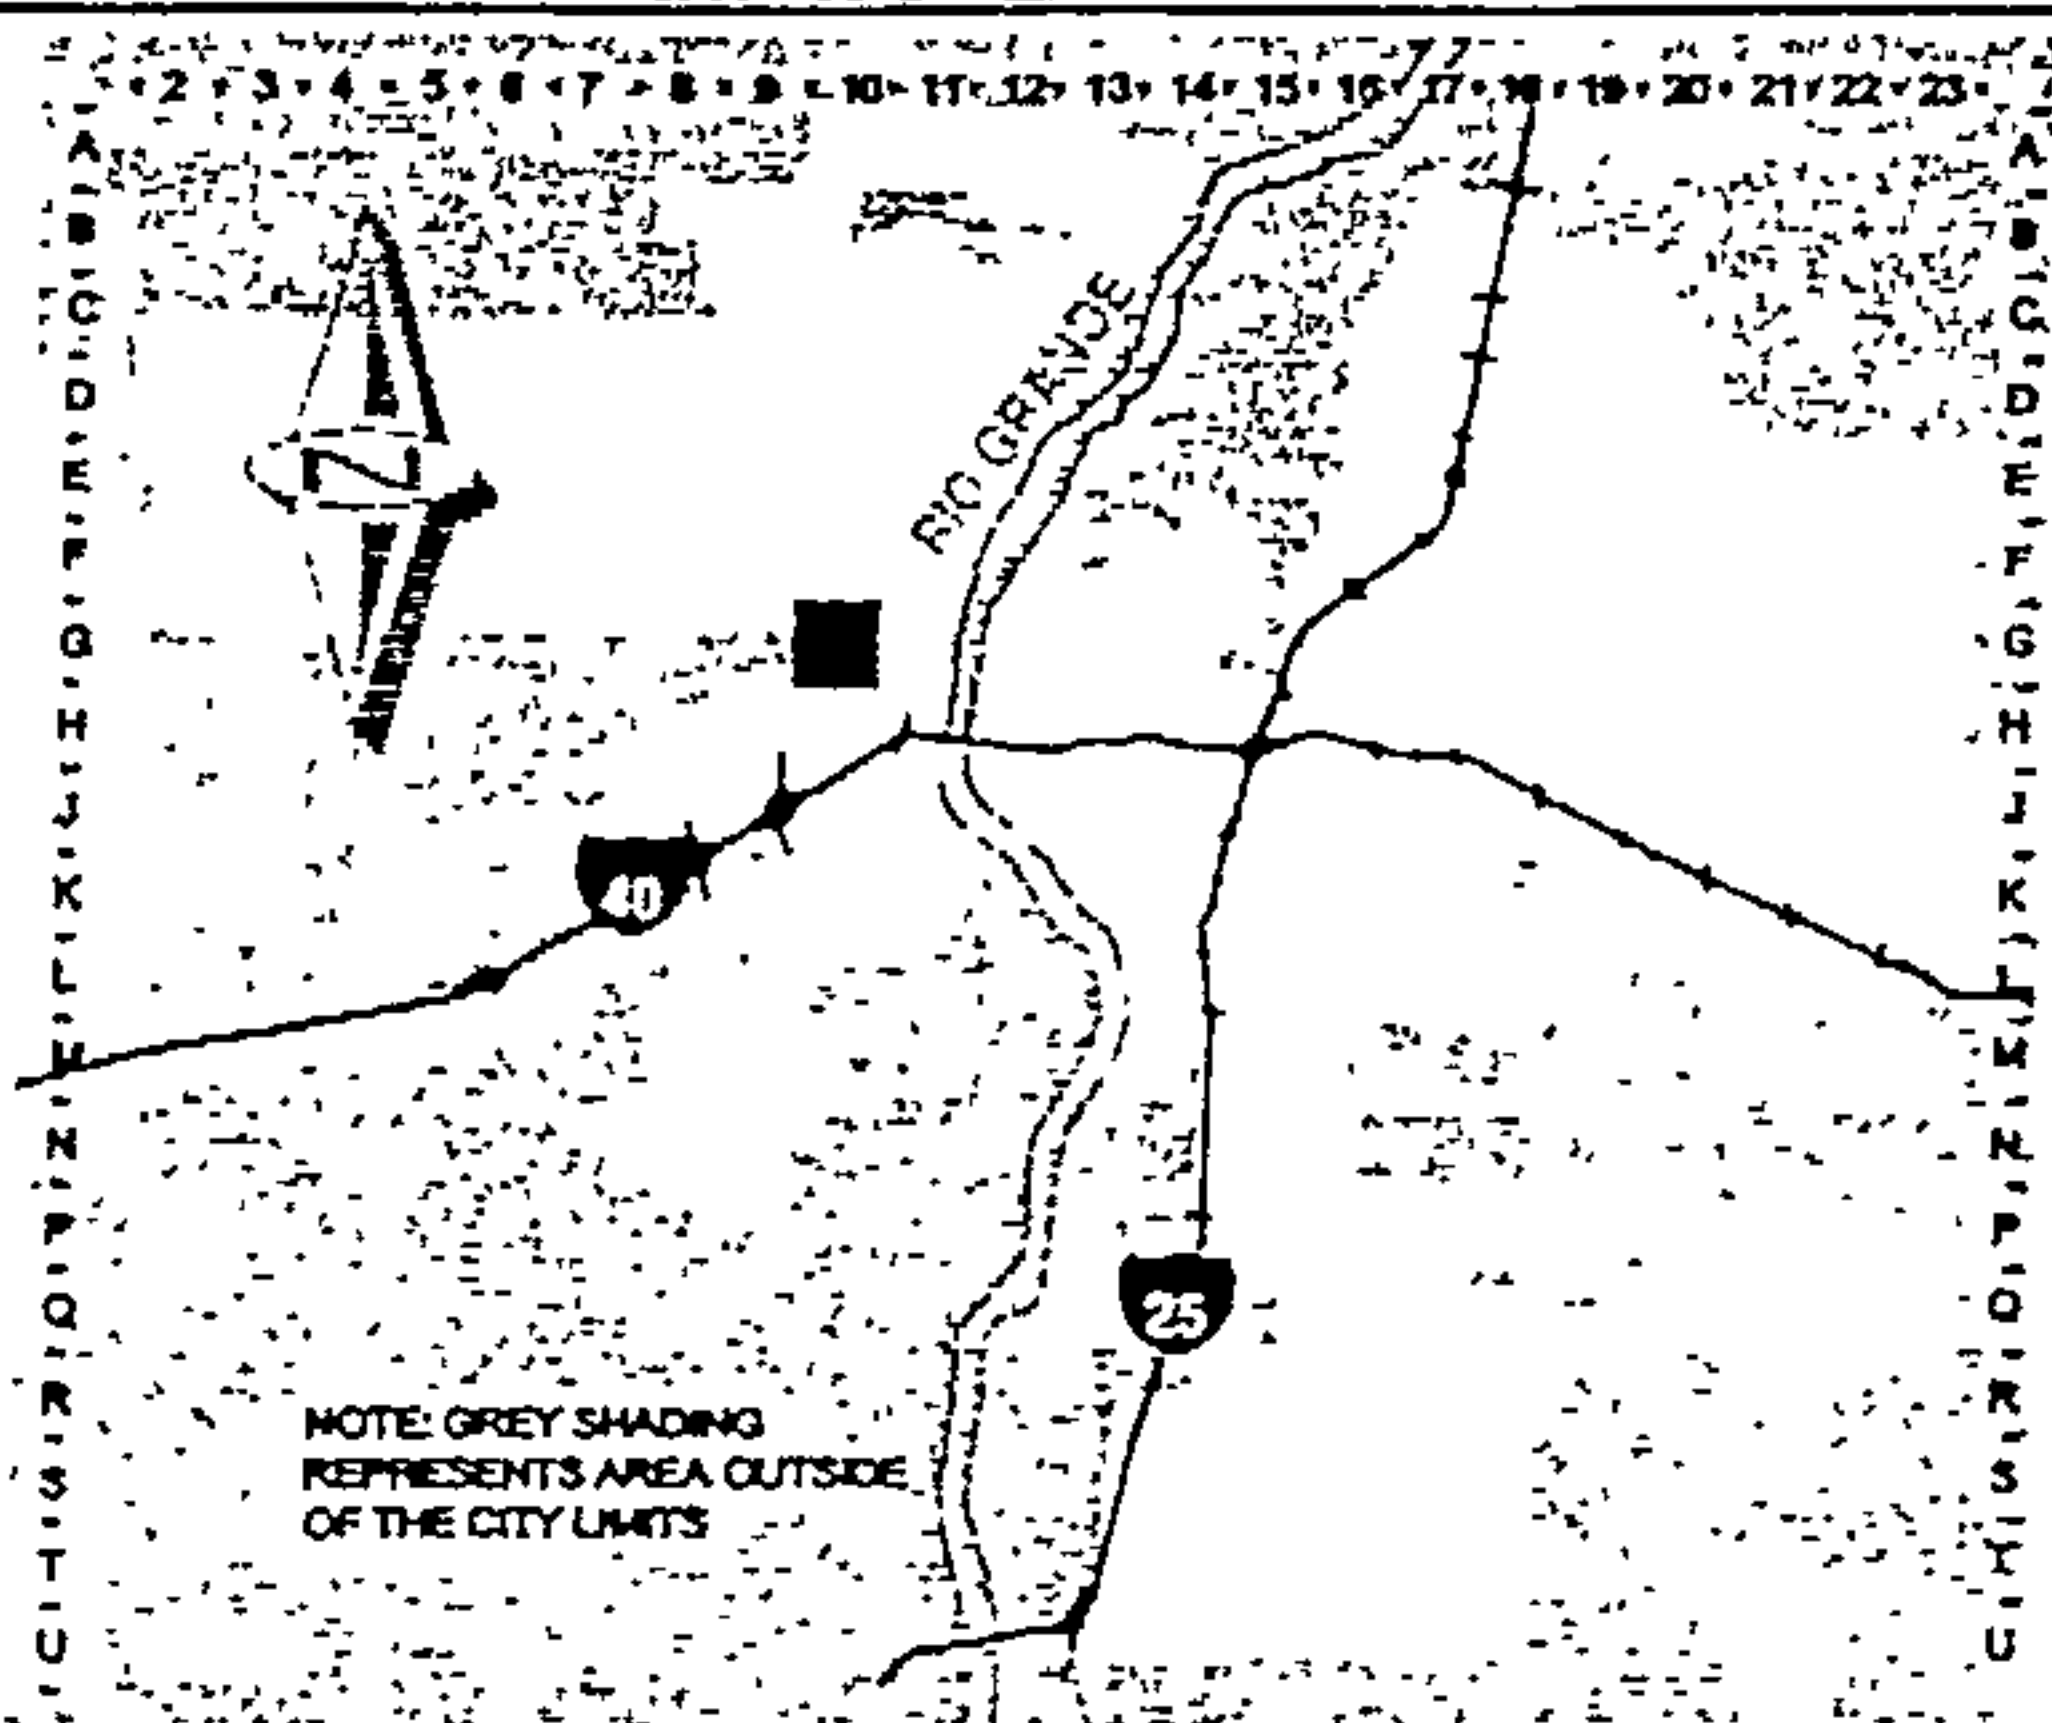 2 3 4 5 6 7 8 9 10 11 12 13 14 15 16 17 18 19 20 21 22 23
A A
B B
C C
D D
E E
F F
G G
H H
J J
K K
L L
M M
N N
P P
Q Q
R R
S S
T T
U U
N
RIO GRANDE
40
25
NOTE: GREY SHADING
REPRESENTS AREA OUTSIDE
OF THE CITY LIMITS